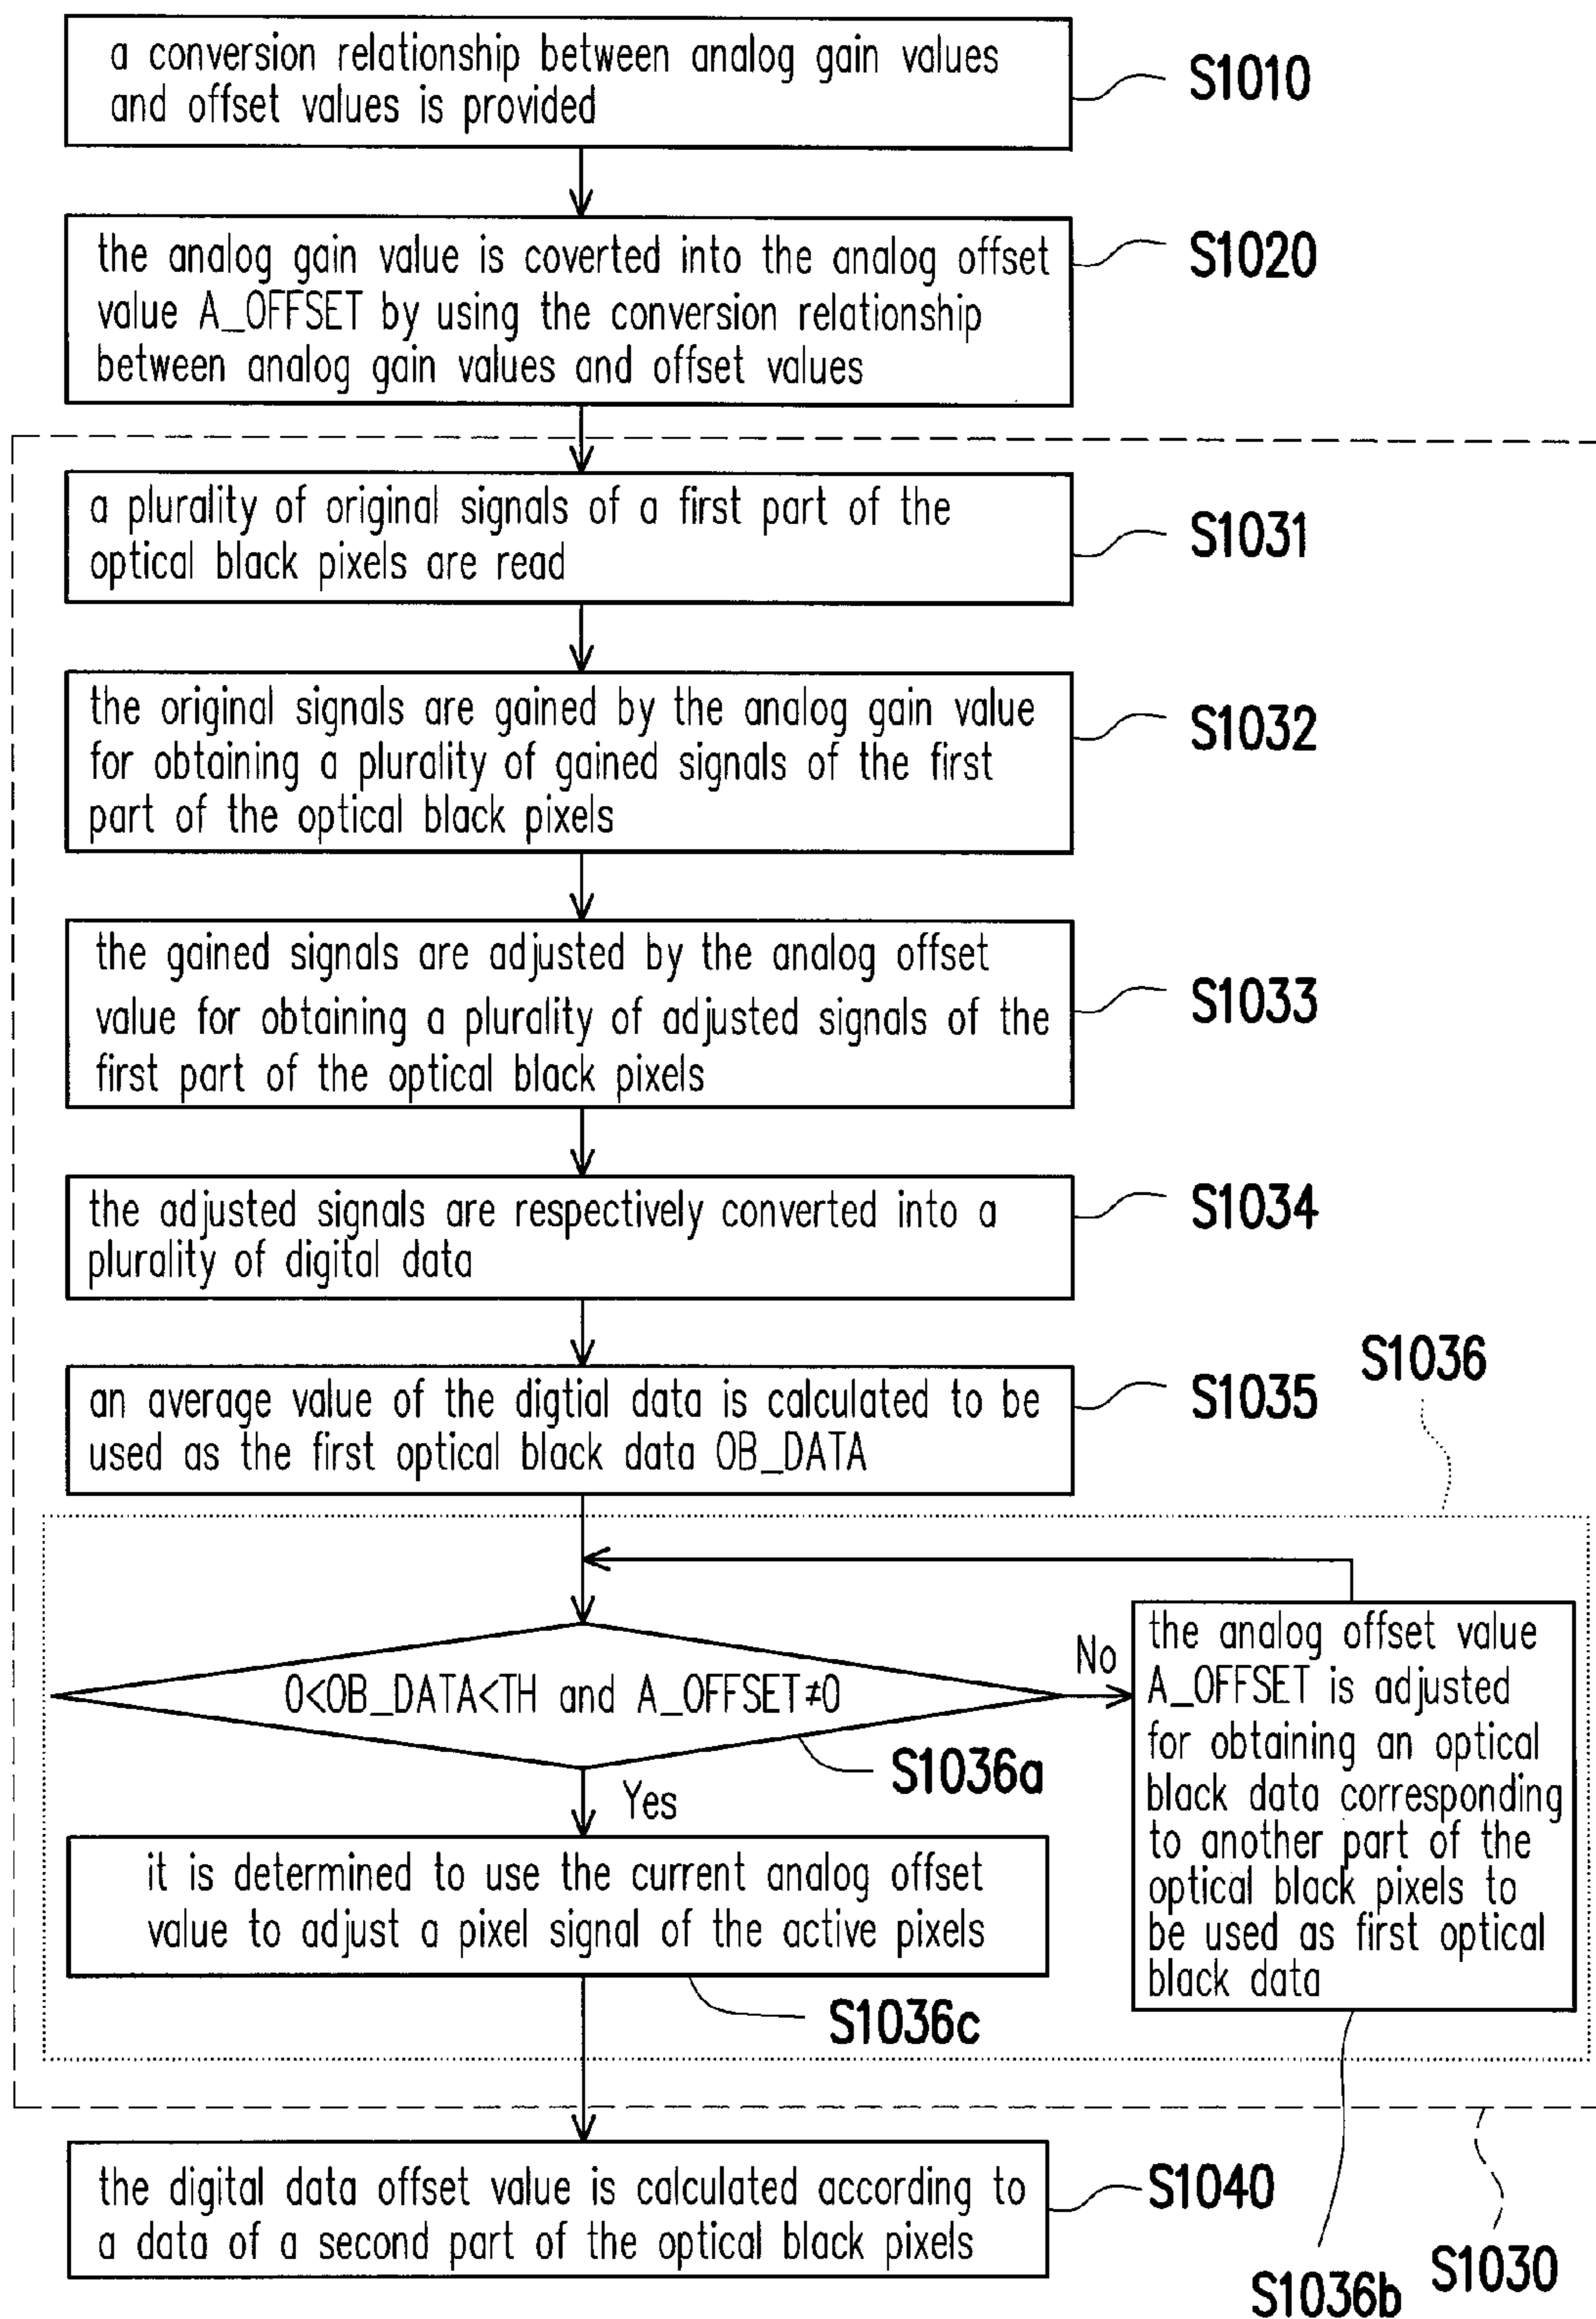 a conversion relationship between analog gain values
and offset values is provided
S1010
the analog gain value is coverted into the analog offset
value A_OFFSET by using the conversion relationship
between analog gain values and offset values
S1020
a plurality of original signals of a first part of the
optical black pixels are read
S1031
the original signals are gained by the analog gain value
for obtaining a plurality of gained signals of the first
part of the optical black pixels
S1032
the gained signals are adjusted by the analog offset
value for obtaining a plurality of adjusted signals of the
first part of the optical black pixels
S1033
the adjusted signals are respectively converted into a
plurality of digital data
S1034
an average value of the digtial data is calculated to be
used as the first optical black data OB_DATA
S1035
S1036
0<OB_DATA<TH and A_OFFSET≠0
S1036a
No
Yes
the analog offset value
A_OFFSET is adjusted
for obtaining an optical
black data corresponding
to another part of the
optical black pixels to
be used as first optical
black data
it is determined to use the current analog offset
value to adjust a pixel signal of the active pixels
S1036c
the digital data offset value is calculated according to
a data of a second part of the optical black pixels
S1040
S1036b
S1030